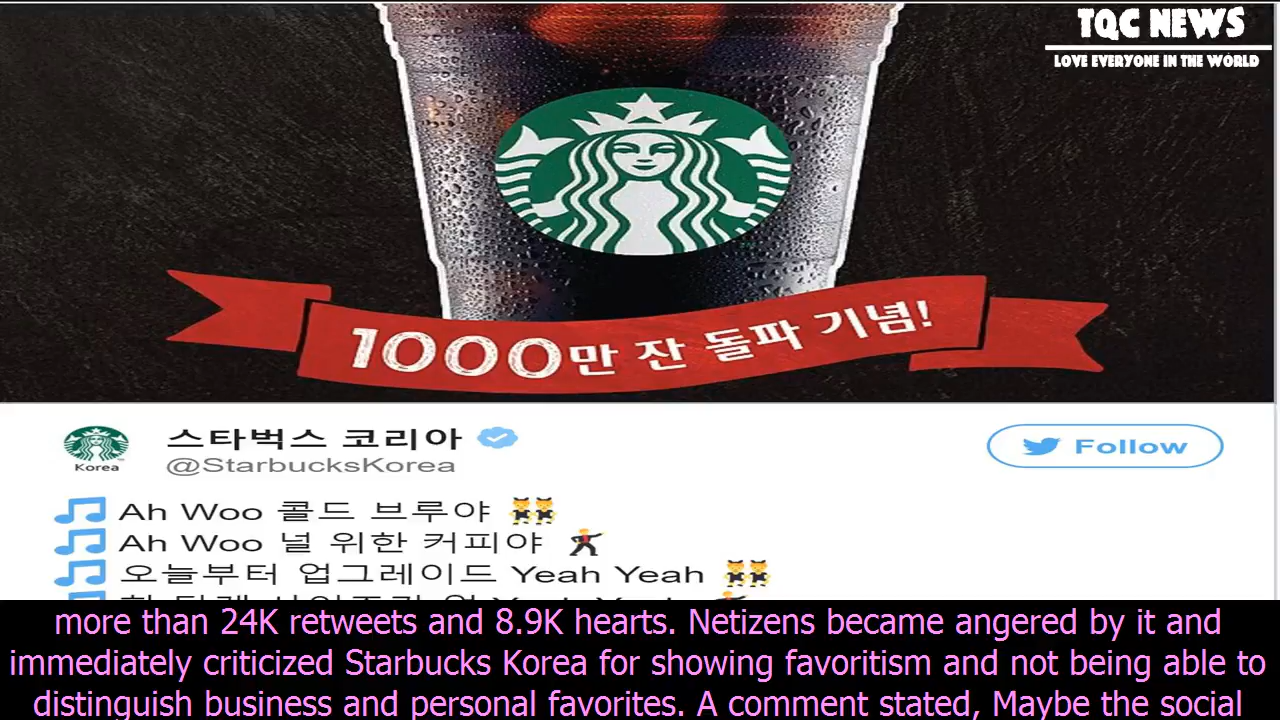 TQC NEWS
LOVE EVERYONE IN THE WORLD
1000만 잔 돌파 기념!
스타벅스 코리아
Korea
@StarbucksKorea
Follow
Ah Woo 콜드 브루야
Ah Woo 널 위한 커피야
오늘부터 업그레이드 Yeah Yeah
more than 24K retweets and 8.9K hearts. Netizens became angered by it and
immediately criticized Starbucks Korea for showing favoritism and not being able to
distinguish business and personal favorites. A comment stated, Maybe the social